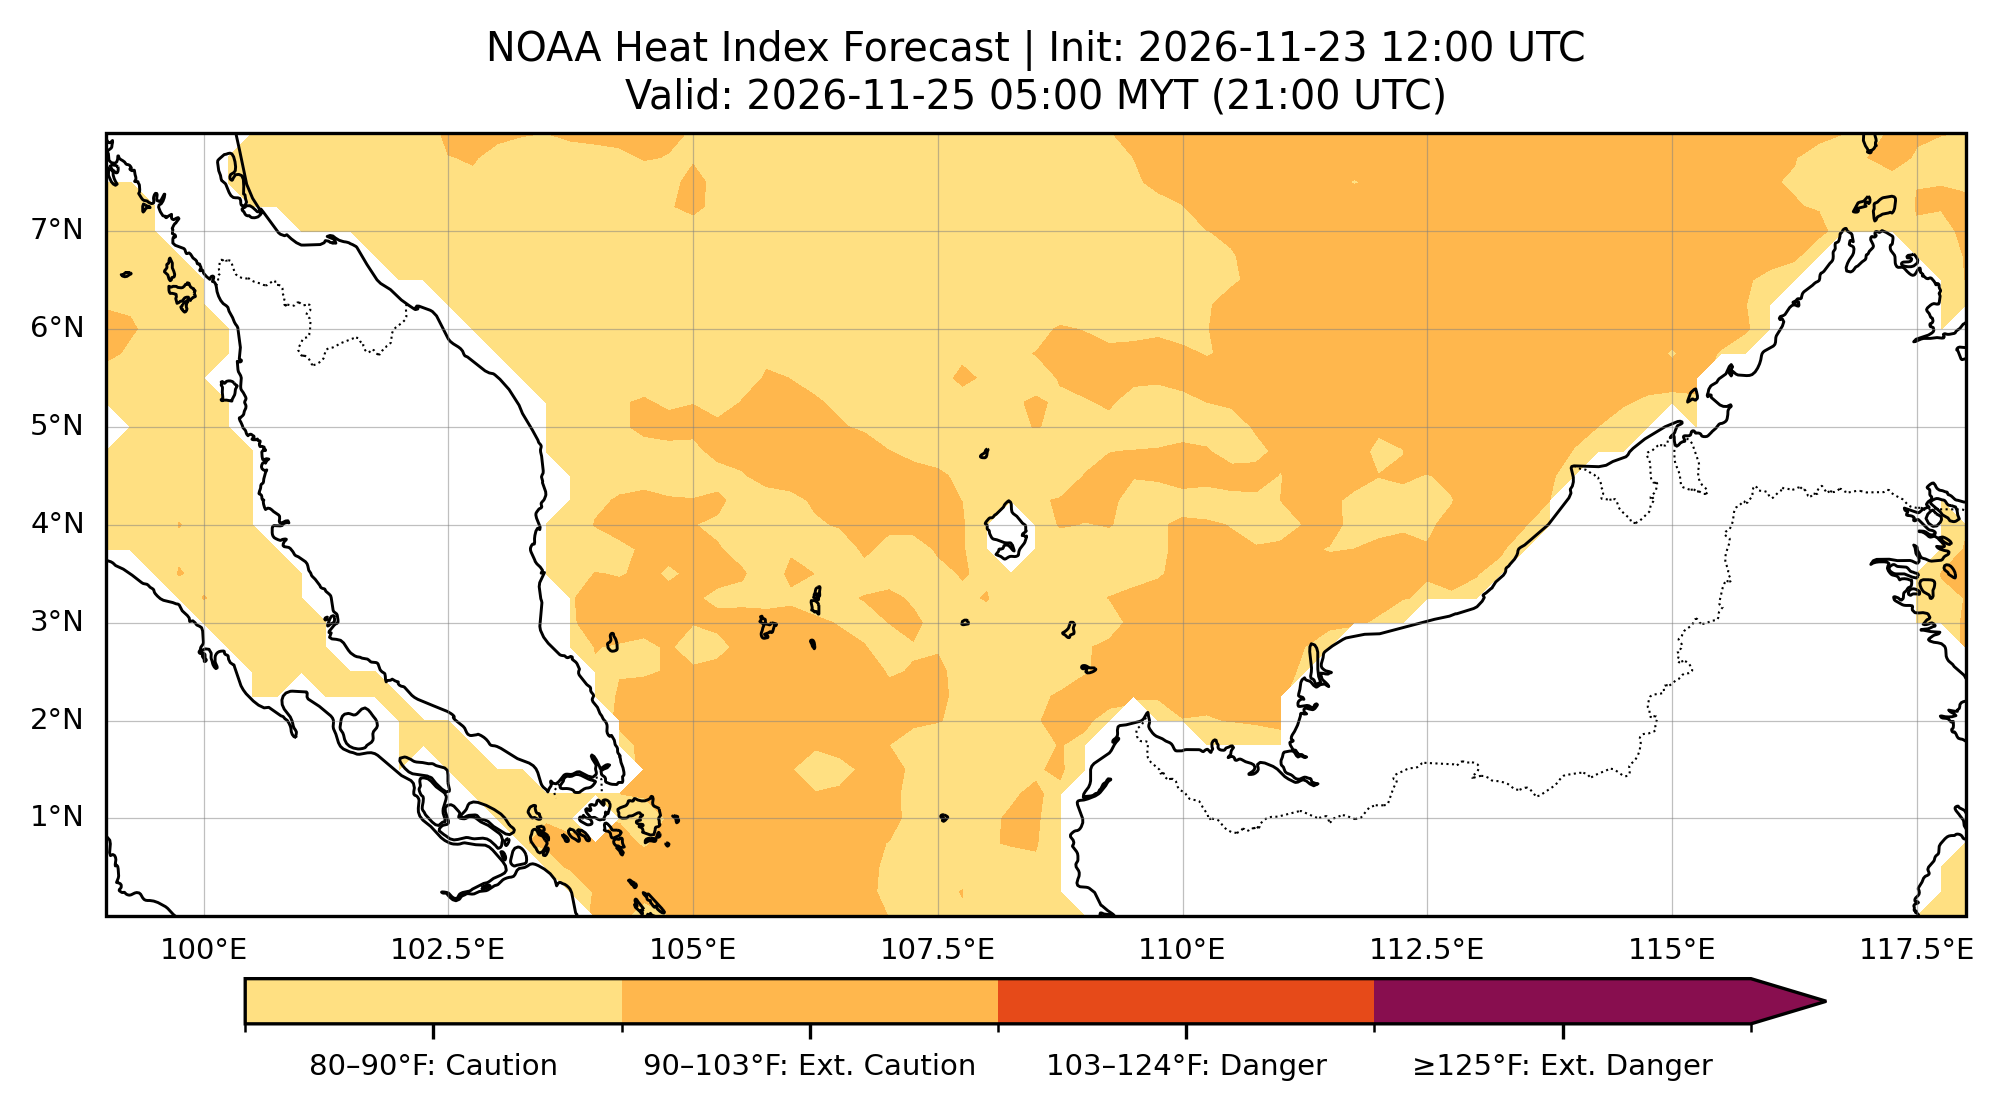 NOAA Heat Index Forecast | Init: 2026-11-23 12:00 UTC
Valid: 2026-11-25 05:00 MYT (21:00 UTC)
7°N
6°N
5°N
4°N
3°N
2°N
1°N
100°E 102.5°E 105°E 107.5°E 110°E 112.5°E 115°E 117.5°E
80–90°F: Caution 90–103°F: Ext. Caution 103–124°F: Danger ≥125°F: Ext. Danger